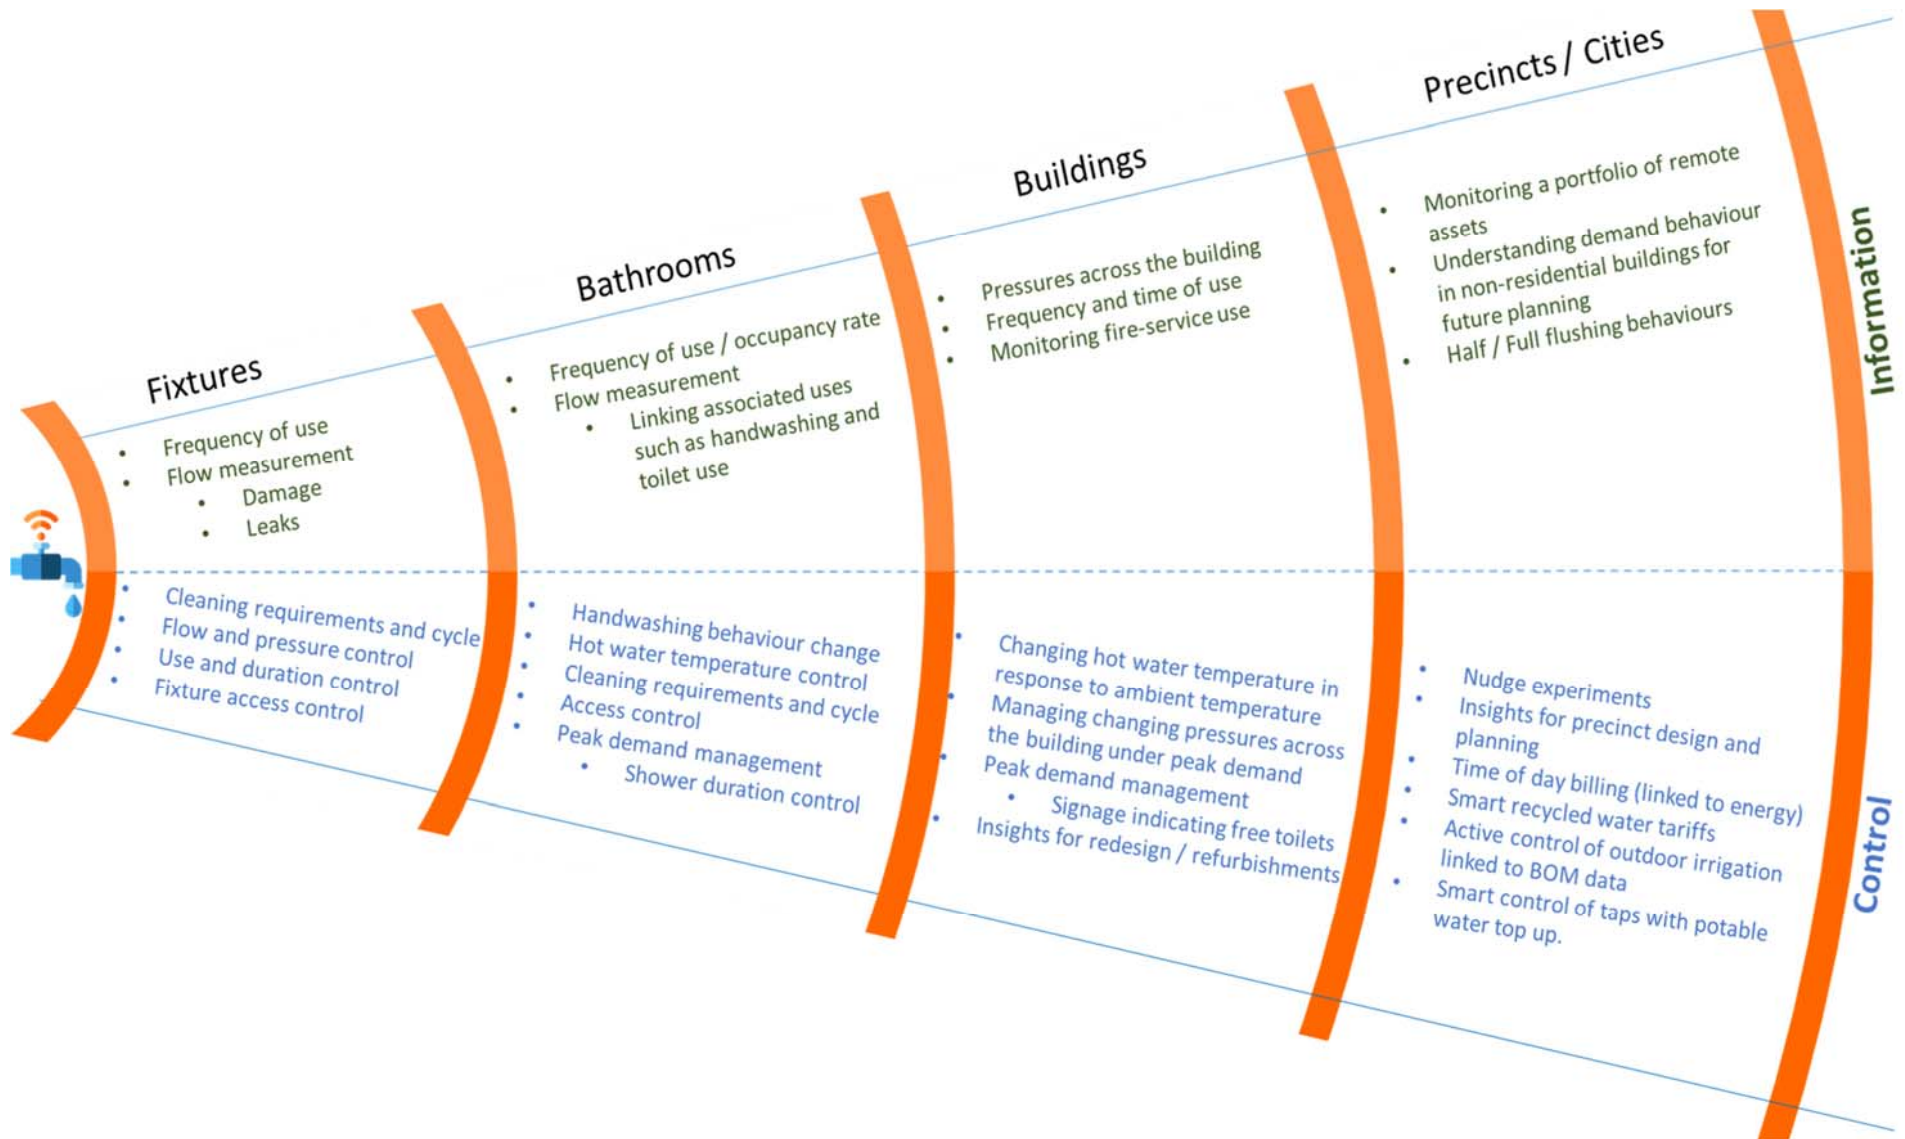 Fixtures
Frequency of use
Flow measurement
Damage
Leaks
Cleaning requirements and cycle
Flow and pressure control
Use and duration control
Fixture access control
Bathrooms
Frequency of use / occupancy rate
Flow measurement
Linking associated uses
such as handwashing and
toilet use
Handwashing behaviour change
Hot water temperature control
Cleaning requirements and cycle
Access control
Peak demand management
Shower duration control
Buildings
Pressures across the building
Frequency and time of use
Monitoring fire-service use
Changing hot water temperature in
response to ambient temperature
Managing changing pressures across
the building under peak demand
Peak demand management
Signage indicating free toilets
Insights for redesign / refurbishments
Precincts / Cities
Monitoring a portfolio of remote
assets
Understanding demand behaviour
in non-residential buildings for
future planning
Half / Full flushing behaviours
Nudge experiments
Insights for precinct design and
planning
Time of day billing (linked to energy)
Smart recycled water tariffs
Active control of outdoor irrigation
linked to BOM data
Smart control of taps with potable
water top up.
Information
Control